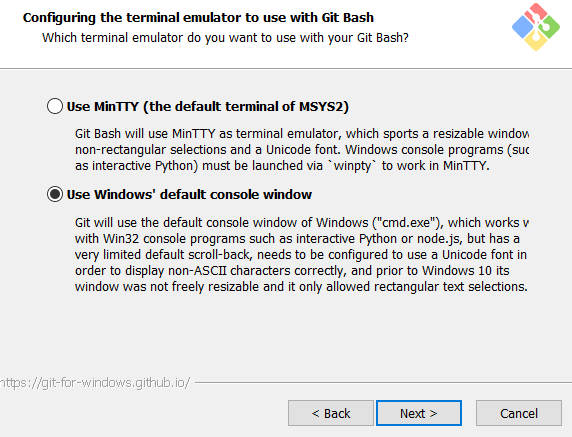 Configuring the terminal emulator to use with Git Bash
Which terminal emulator do you want to use with your Git Bash?
Use MinTTY (the default terminal of MSYS2)
Git Bash will use MinTTY as terminal emulator, which sports a resizable window
non-rectangular selections and a Unicode font. Windows console programs (suc
as interactive Python) must be launched via `winpty` to work in MinTTY.
Use Windows' default console window
Git will use the default console window of Windows ("cmd.exe"), which works w
with Win32 console programs such as interactive Python or node.js, but has a
very limited default scroll-back, needs to be configured to use a Unicode font in
order to display non-ASCII characters correctly, and prior to Windows 10 its
window was not freely resizable and it only allowed rectangular text selections.
https://git-for-windows.github.io/
< Back
Next >
Cancel